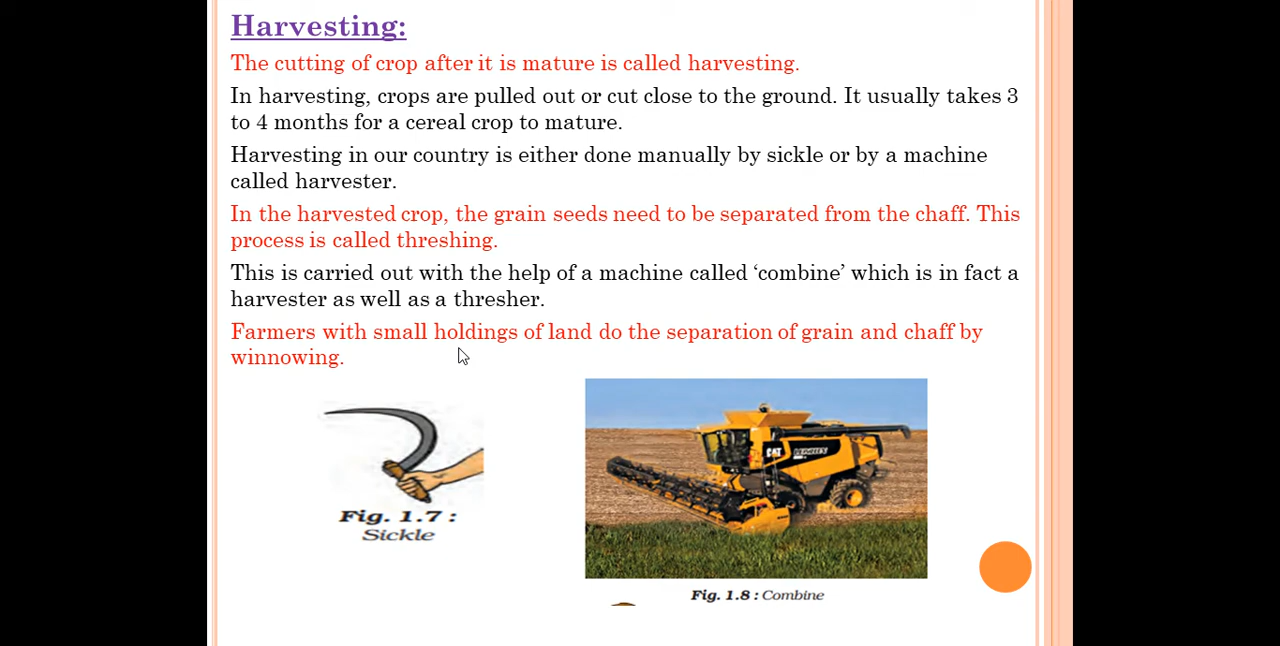 Harvesting:
The cutting of crop after it is mature is called harvesting.
In harvesting, crops are pulled out or cut close to the ground. It usually takes 3
to 4 months for a cereal crop to mature.
Harvesting in our country is either done manually by sickle or by a machine
called harvester.
In the harvested crop, the grain seeds need to be separated from the chaff. This
process is called threshing.
This is carried out with the help of a machine called ‘combine’ which is in fact a
harvester as well as a thresher.
Farmers with small holdings of land do the separation of grain and chaff by
winnowing.
CAT
Fig. 1.7 :
Sickle
Fig. 1.8 : Combine